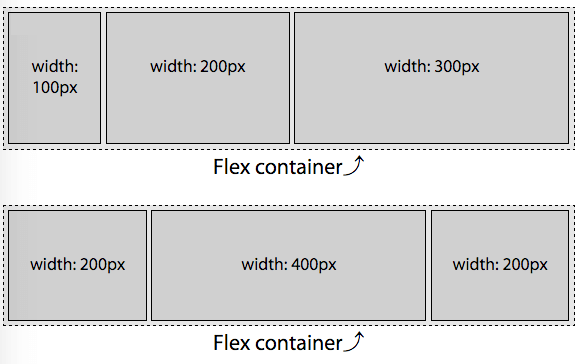 width:
100px
width: 200px
width: 300px
Flex container
width: 200px
width: 400px
width: 200px
Flex container